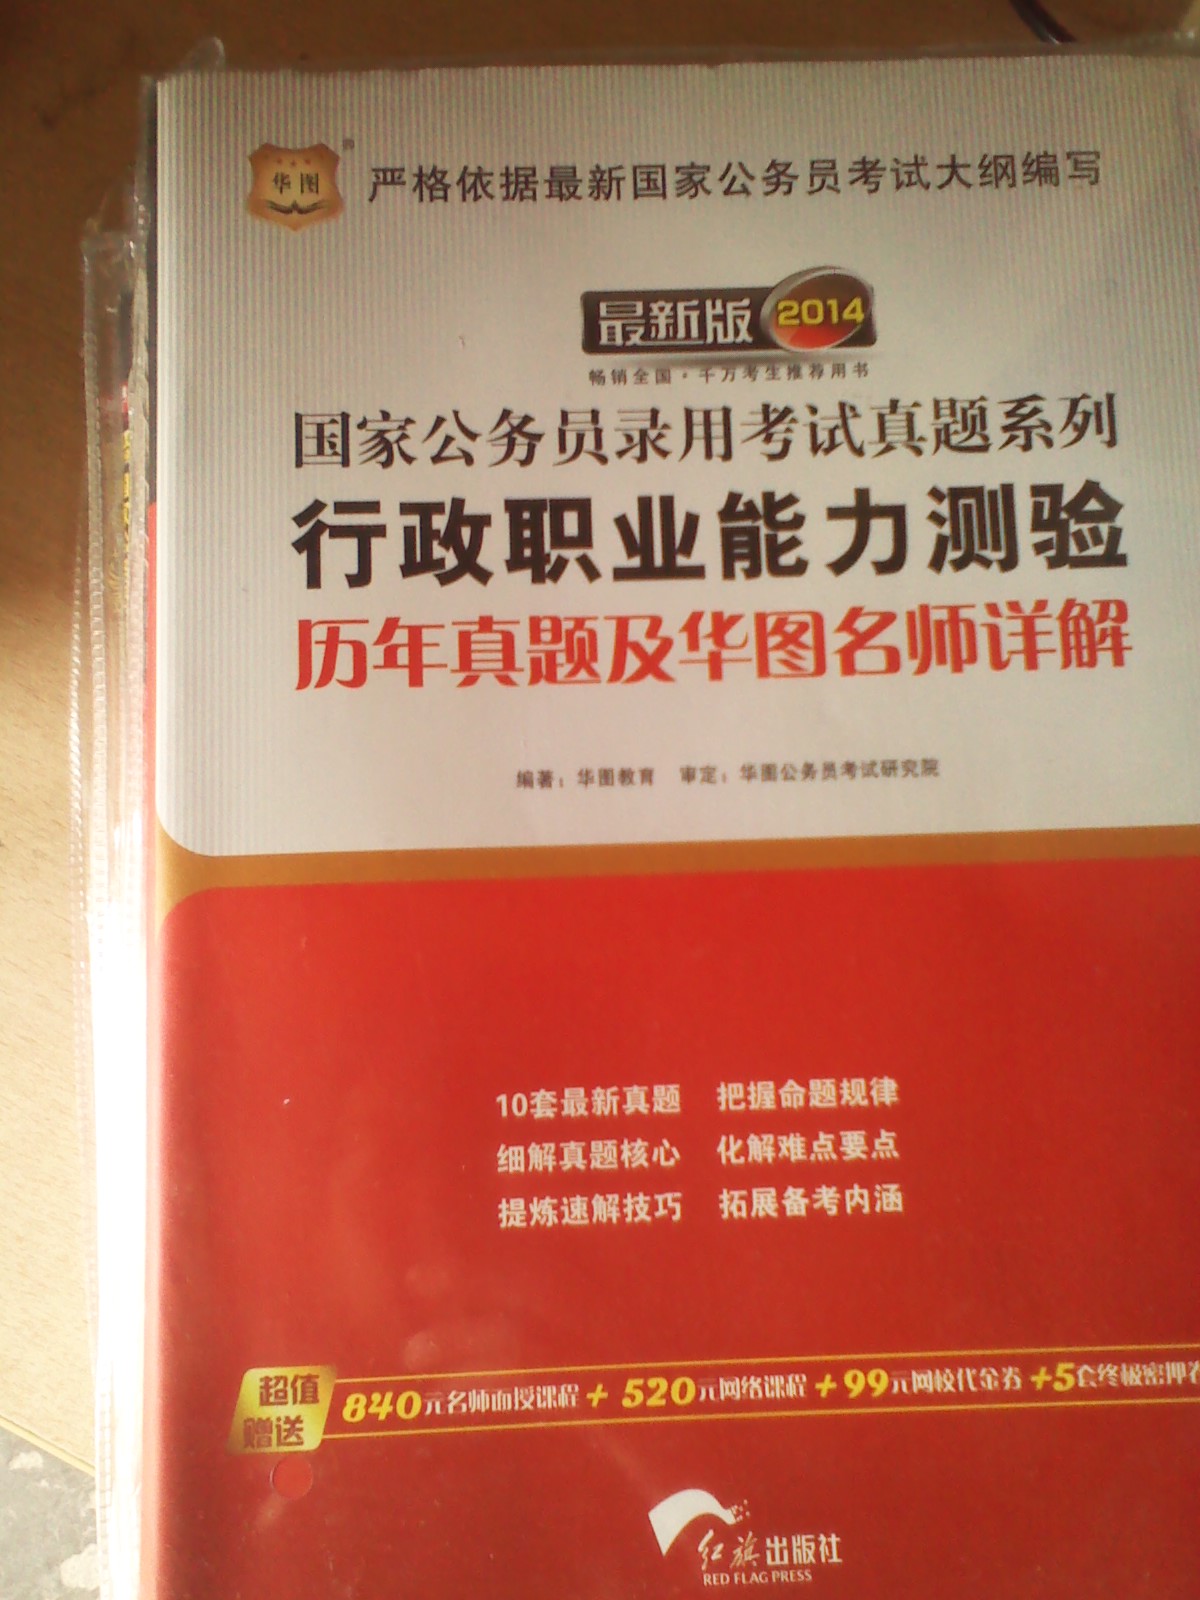 华图
严格依据最新国家公务员考试大纲编写
最新版 2014
畅销全国·千万考生推荐用书
国家公务员录用考试真题系列
行政职业能力测验
历年真题及华图名师详解
编著：华图教育 审定：华图公务员考试研究院
10套最新真题 把握命题规律
细解真题核心 化解难点要点
提炼速解技巧 拓展备考内涵
超值
赠送
840元名师面授课程+520元网络课程+99元网校代金券+5套终极密押卷
红旗出版社
RED FLAG PRESS